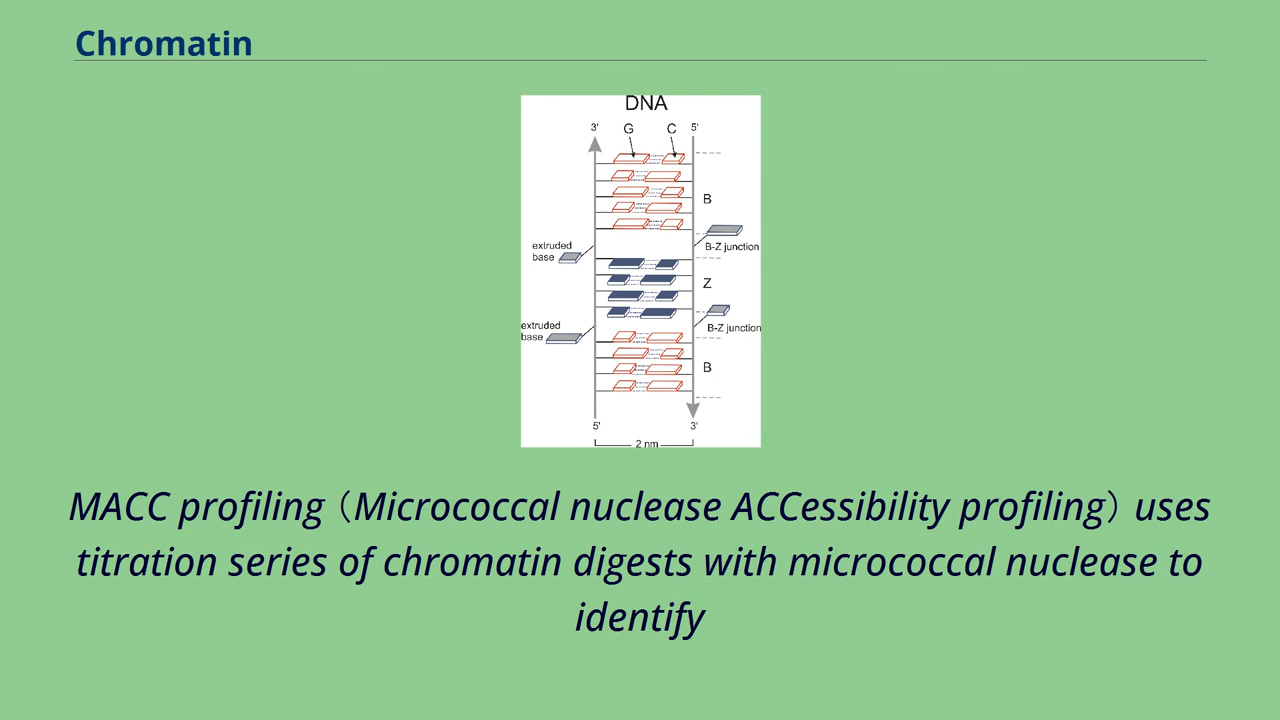 Chromatin
DNA
3' G C 5'
B
extruded
base
B-Z junction
Z
extruded
base
B-Z junction
B
5' 3'
2 nm
MACC profiling（Micrococcal nuclease ACCessibility profiling）uses
titration series of chromatin digests with micrococcal nuclease to
identify